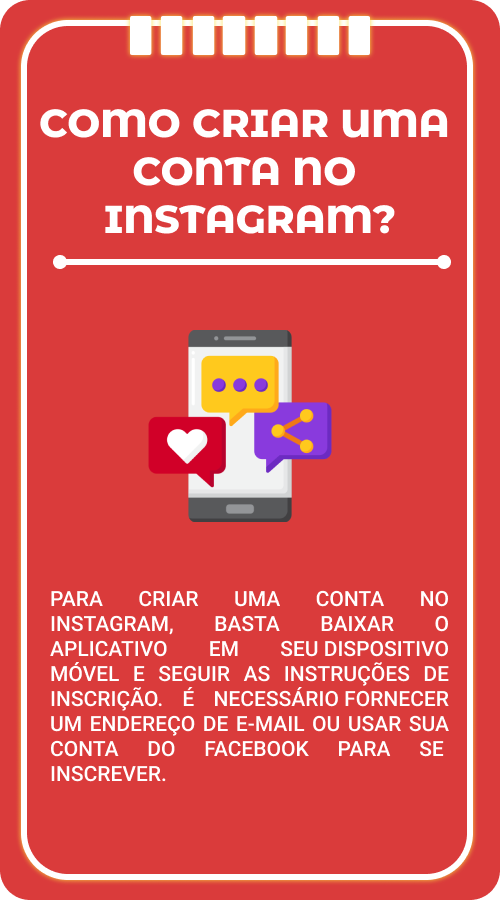 COMO CRIAR UMA
CONTA NO
INSTAGRAM?
PARA CRIAR UMA CONTA NO
INSTAGRAM, BASTA BAIXAR O
APLICATIVO EM SEU DISPOSITIVO
MÓVEL E SEGUIR AS INSTRUÇÕES DE
INSCRIÇÃO. É NECESSÁRIO FORNECER
UM ENDEREÇO DE E-MAIL OU USAR SUA
CONTA DO FACEBOOK PARA SE
INSCREVER.